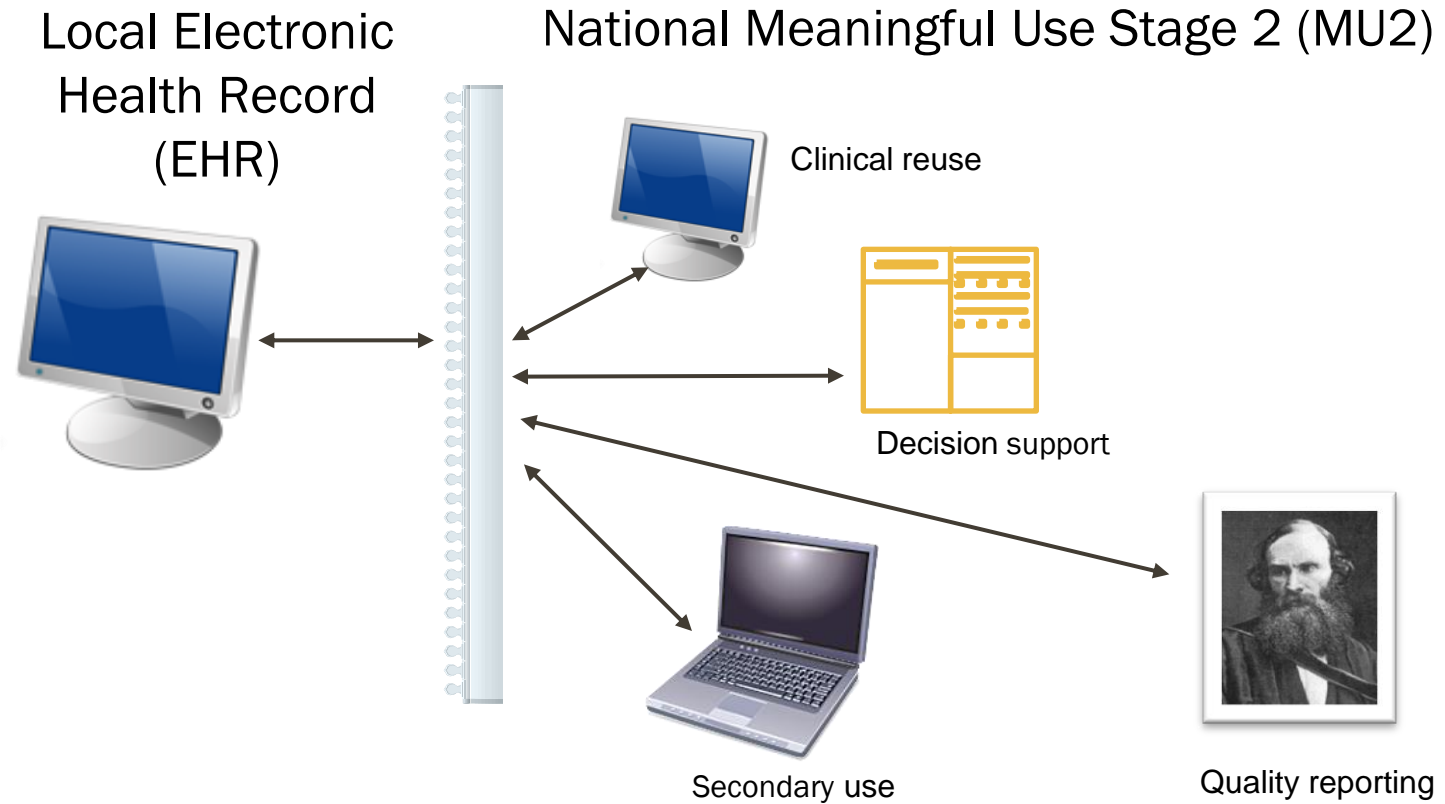 Local Electronic
Health Record
(EHR)
National Meaningful Use Stage 2 (MU2)
Clinical reuse
Decision support
Secondary use
Quality reporting